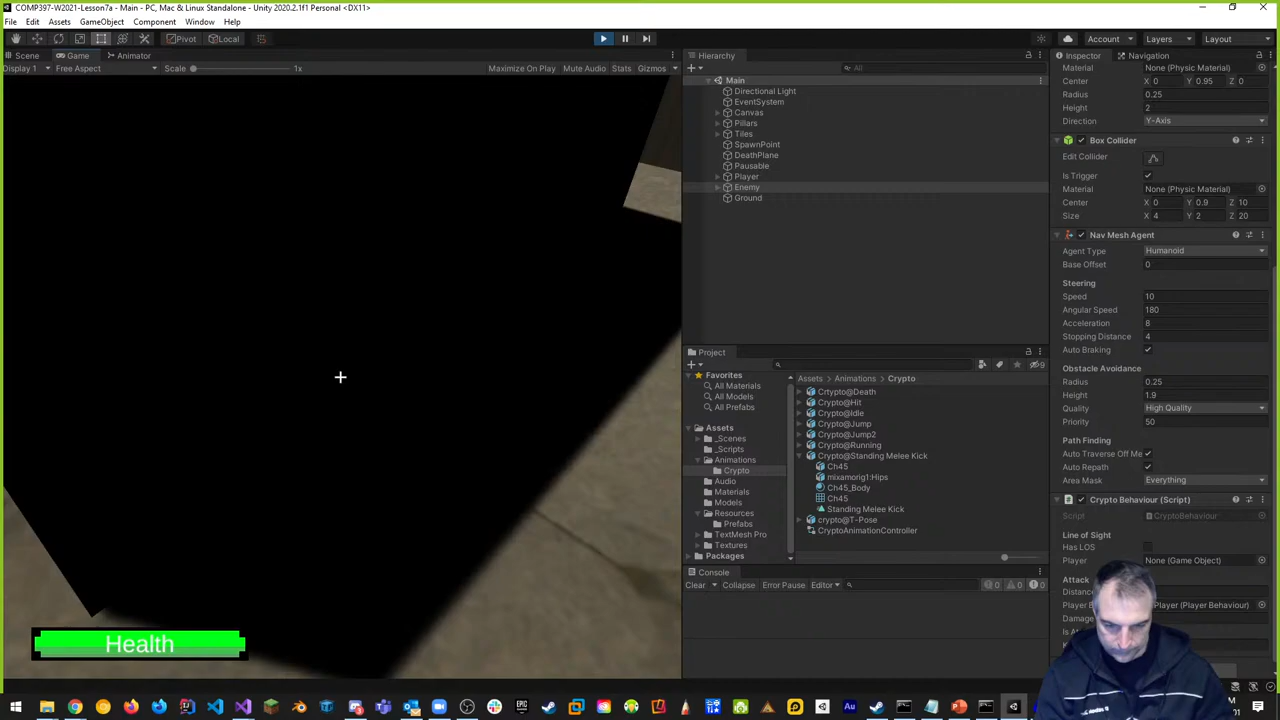 COMP397-W2021-Lesson7a - Main - PC, Mac & Linux Standalone - Unity 2020.2.1f1 Personal <DX11>
File Edit Assets GameObject Component Window Help
Pivot Local Account Layers Layout
Scene Game Animator
Display 1 Free Aspect Scale 1x Maximize On Play Mute Audio Stats Gizmos
Health
Hierarchy
All
Main
Directional Light
EventSystem
Canvas
Pillars
Tiles
SpawnPoint
DeathPlane
Pausable
Player
Enemy
Ground
Project
9
Favorites
All Materials
All Models
All Prefabs
Assets
_Scenes
_Scripts
Animations
Crypto
Audio
Materials
Models
Resources
Prefabs
TextMesh Pro
Textures
Packages
Assets Animations Crypto
Crtypto@Death
Crypto@Hit
Crypto@Idle
Crypto@Jump
Crypto@Jump2
Crypto@Running
Crypto@Standing Melee Kick
Ch45
mixamorig1:Hips
Ch45_Body
Ch45
Standing Melee Kick
crypto@T-Pose
CryptoAnimationController
Console
Clear Collapse Error Pause Editor 0 0 0
Inspector Navigation
Material None (Physic Material)
Center X 0 Y 0.95 Z 0
Radius 0.25
Height 2
Direction Y-Axis
Box Collider
Edit Collider
Is Trigger
Material None (Physic Material)
Center X 0 Y 0.9 Z 10
Size X 4 Y 2 Z 20
Nav Mesh Agent
Agent Type Humanoid
Base Offset 0
Steering
Speed 10
Angular Speed 180
Acceleration 8
Stopping Distance 4
Auto Braking
Obstacle Avoidance
Radius 0.25
Height 1.9
Quality High Quality
Priority 50
Path Finding
Auto Traverse Off Me
Auto Repath
Area Mask Everything
Crypto Behaviour (Script)
Script CryptoBehaviour
Line of Sight
Has LOS
Player None (Game Object)
Attack
Player (Player Behaviour)